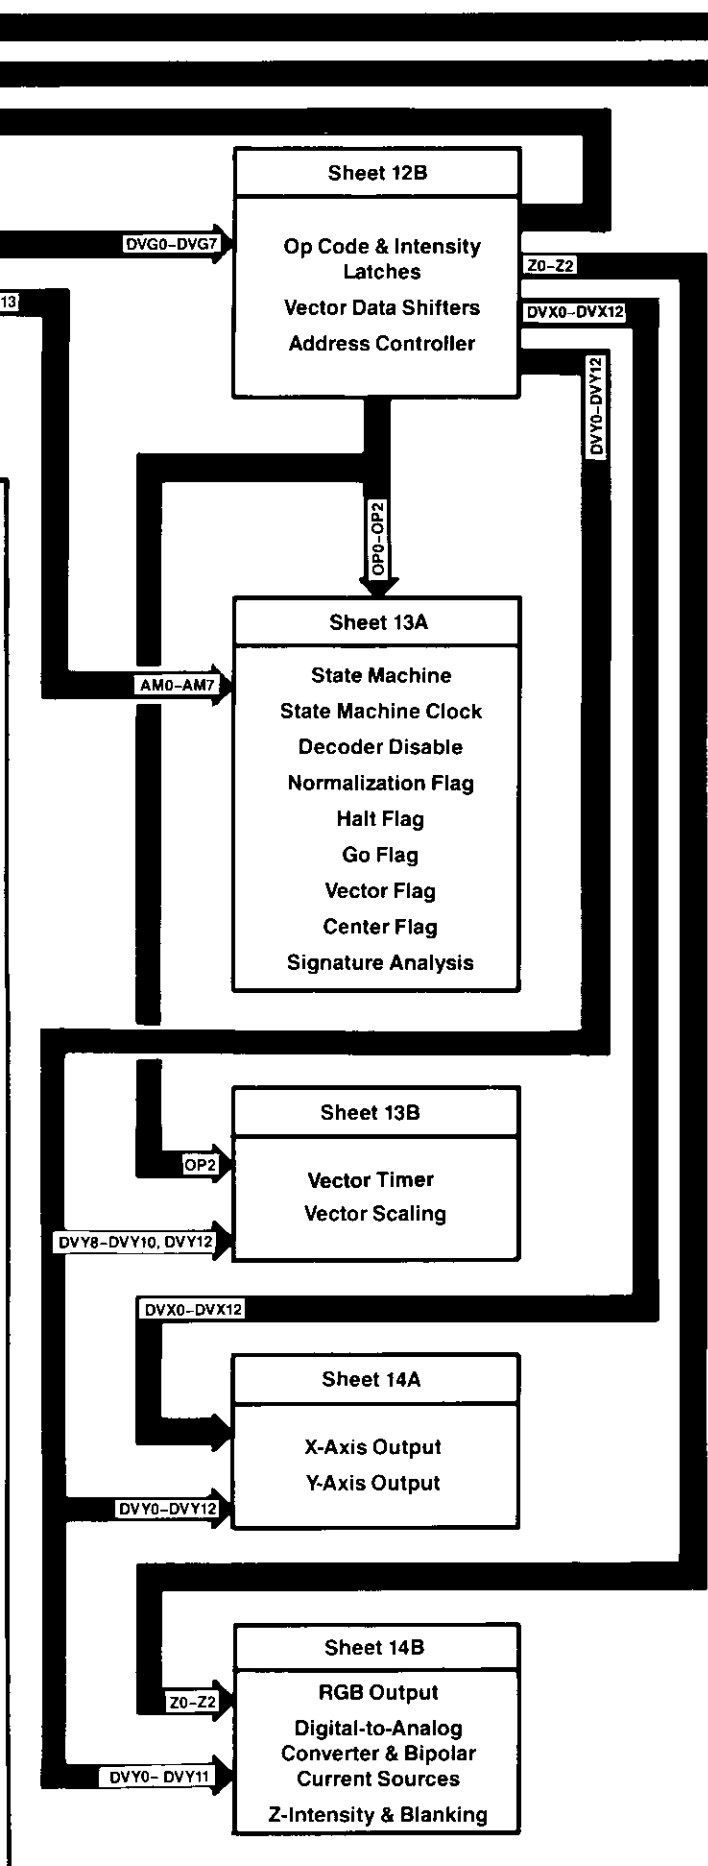 Sheet 12B
DVG0-DVG7
Op Code & Intensity
Latches
Z0-Z2
13
Vector Data Shifters
DVX0-DVX12
Address Controller
DVY0-DVY12
OP0-OP2
Sheet 13A
State Machine
AM0-AM7
State Machine Clock
Decoder Disable
Normalization Flag
Halt Flag
Go Flag
Vector Flag
Center Flag
Signature Analysis
Sheet 13B
OP2
Vector Timer
Vector Scaling
DVY8-DVY10, DVY12
DVX0-DVX12
Sheet 14A
X-Axis Output
Y-Axis Output
DVY0-DVY12
Sheet 14B
RGB Output
Z0-Z2
Digital-to-Analog
Converter & Bipolar
Current Sources
DVY0- DVY11
Z-Intensity & Blanking